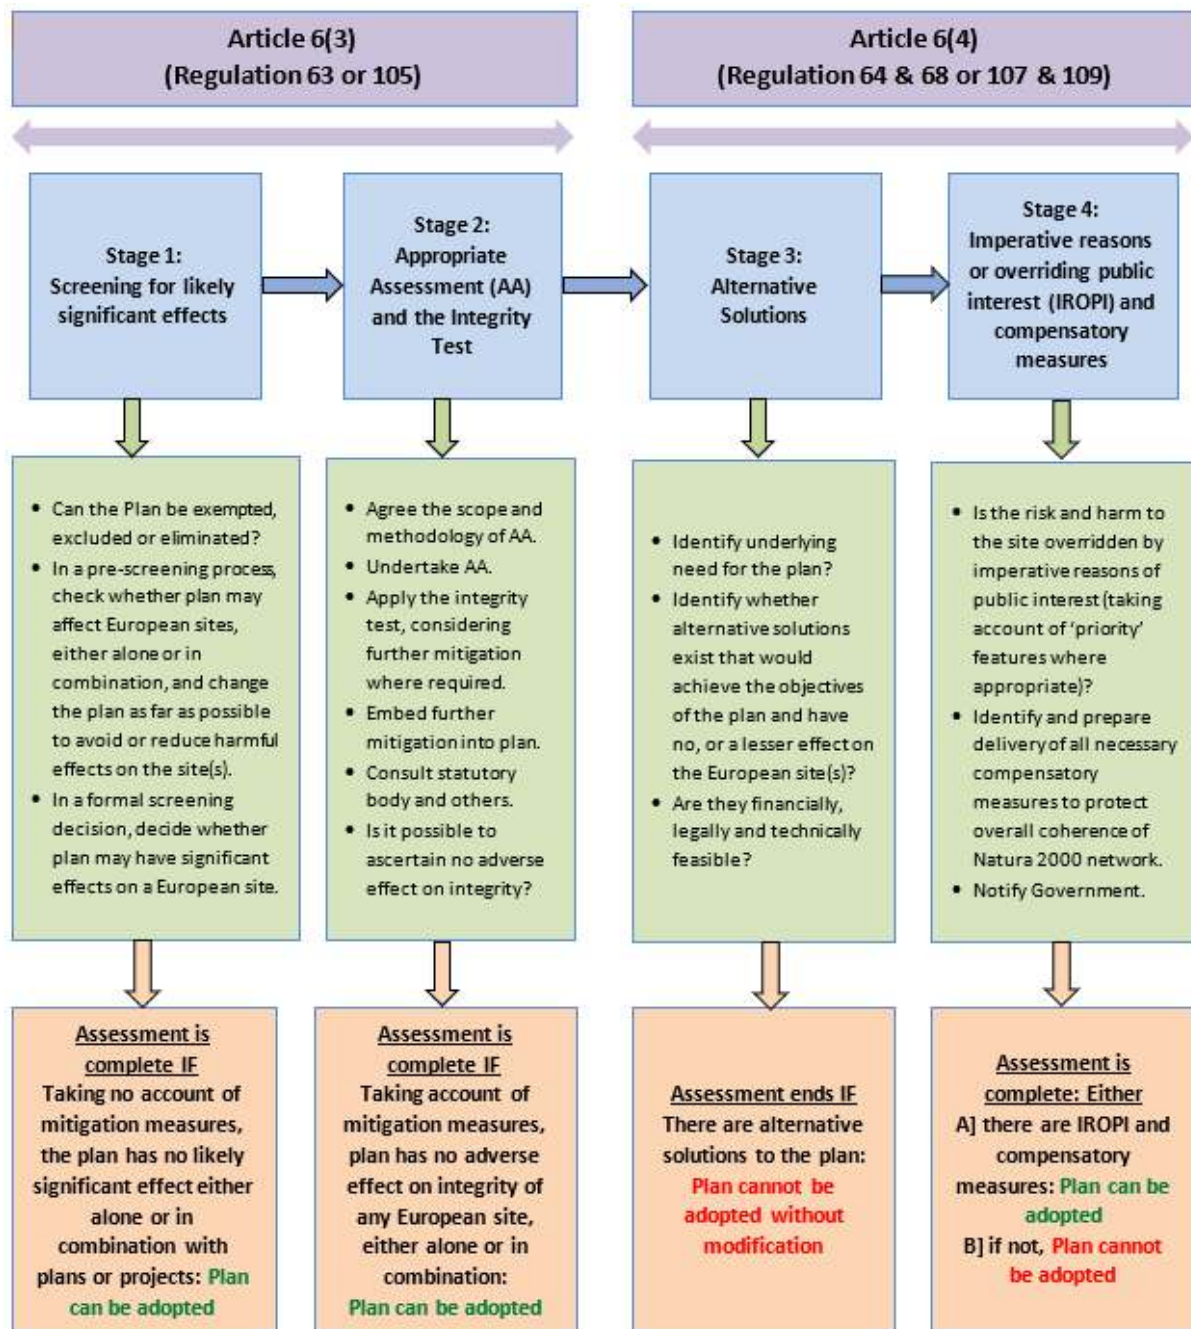 Article 6(3)
(Regulation 63 or 105)
Article 6(4)
(Regulation 64 & 68 or 107 & 109)
Stage 1:
Screening for likely
significant effects
Stage 2:
Appropriate
Assessment (AA)
and the Integrity
Test
Stage 3:
Alternative
Solutions
Stage 4:
Imperative reasons
or overriding public
interest (IROPI) and
compensatory
measures
• Can the Plan be exempted,
excluded or eliminated?
• In a pre-screening process,
check whether plan may
affect European sites,
either alone or in
combination, and change
the plan as far as possible
to avoid or reduce harmful
effects on the site(s).
• In a formal screening
decision, decide whether
plan may have significant
effects on a European site.
• Agree the scope and
methodology of AA.
• Undertake AA.
• Apply the integrity
test, considering
further mitigation
where required.
• Embed further
mitigation into plan.
• Consult statutory
body and others.
• Is it possible to
ascertain no adverse
effect on integrity?
• Identify underlying
need for the plan?
• Identify whether
alternative solutions
exist that would
achieve the objectives
of the plan and have
no, or a lesser effect on
the European site(s)?
• Are they financially,
legally and technically
feasible?
• Is the risk and harm to
the site overridden by
imperative reasons of
public interest (taking
account of ‘priority’
features where
appropriate)?
• Identify and prepare
delivery of all necessary
compensatory
measures to protect
overall coherence of
Natura 2000 network.
• Notify Government.
Assessment is
complete IF
Taking no account of
mitigation measures,
the plan has no likely
significant effect either
alone or in
combination with
plans or projects: Plan
can be adopted
Assessment is
complete IF
Taking account of
mitigation measures,
plan has no adverse
effect on integrity of
any European site,
either alone or in
combination:
Plan can be adopted
Assessment ends IF
There are alternative
solutions to the plan:
Plan cannot be
adopted without
modification
Assessment is
complete: Either
A] there are IROPI and
compensatory
measures: Plan can be
adopted
B] if not, Plan cannot
be adopted